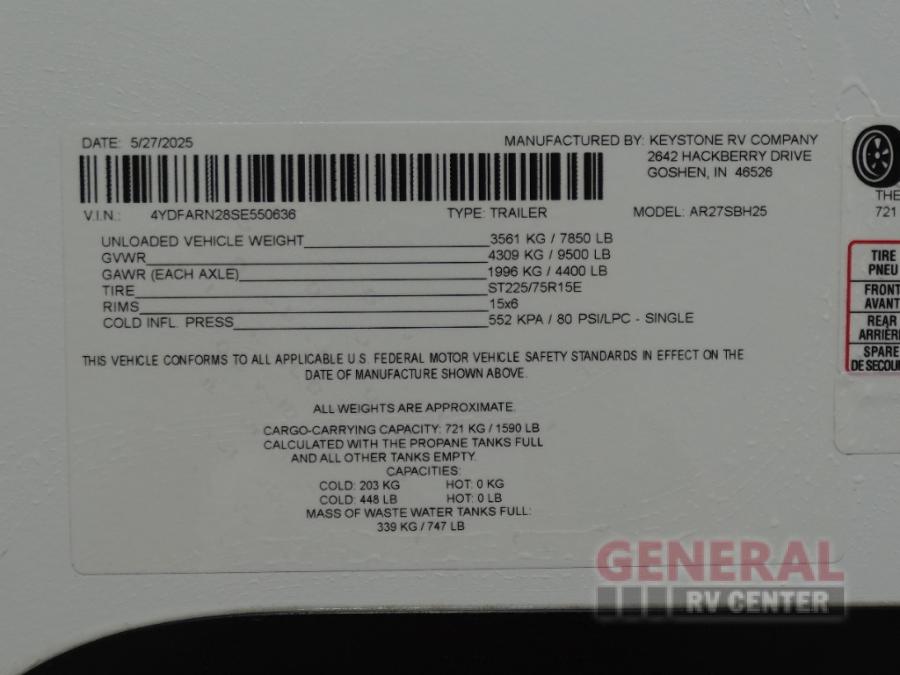 DATE: 5/27/2025
MANUFACTURED BY: KEYSTONE RV COMPANY
2642 HACKBERRY DRIVE
GOSHEN, IN 46526
V.I.N.: 4YDFARN28SE550636 TYPE: TRAILER MODEL: AR27SBH25
UNLOADED VEHICLE WEIGHT 3561 KG / 7850 LB
GVWR 4309 KG / 9500 LB
GAWR (EACH AXLE) 1996 KG / 4400 LB
TIRE ST225/75R15E
RIMS 15x6
COLD INFL. PRESS 552 KPA / 80 PSI/LPC - SINGLE
THIS VEHICLE CONFORMS TO ALL APPLICABLE U.S. FEDERAL MOTOR VEHICLE SAFETY STANDARDS IN EFFECT ON THE
DATE OF MANUFACTURE SHOWN ABOVE.
ALL WEIGHTS ARE APPROXIMATE.
CARGO-CARRYING CAPACITY: 721 KG / 1590 LB
CALCULATED WITH THE PROPANE TANKS FULL
AND ALL OTHER TANKS EMPTY.
CAPACITIES:
COLD: 203 KG HOT: 0 KG
COLD: 448 LB HOT: 0 LB
MASS OF WASTE WATER TANKS FULL:
339 KG / 747 LB
THE
721
TIRE
PNEU
FRONT
AVANT
REAR
ARRIÈRE
SPARE
DE SECOU
GENERAL
RV CENTER